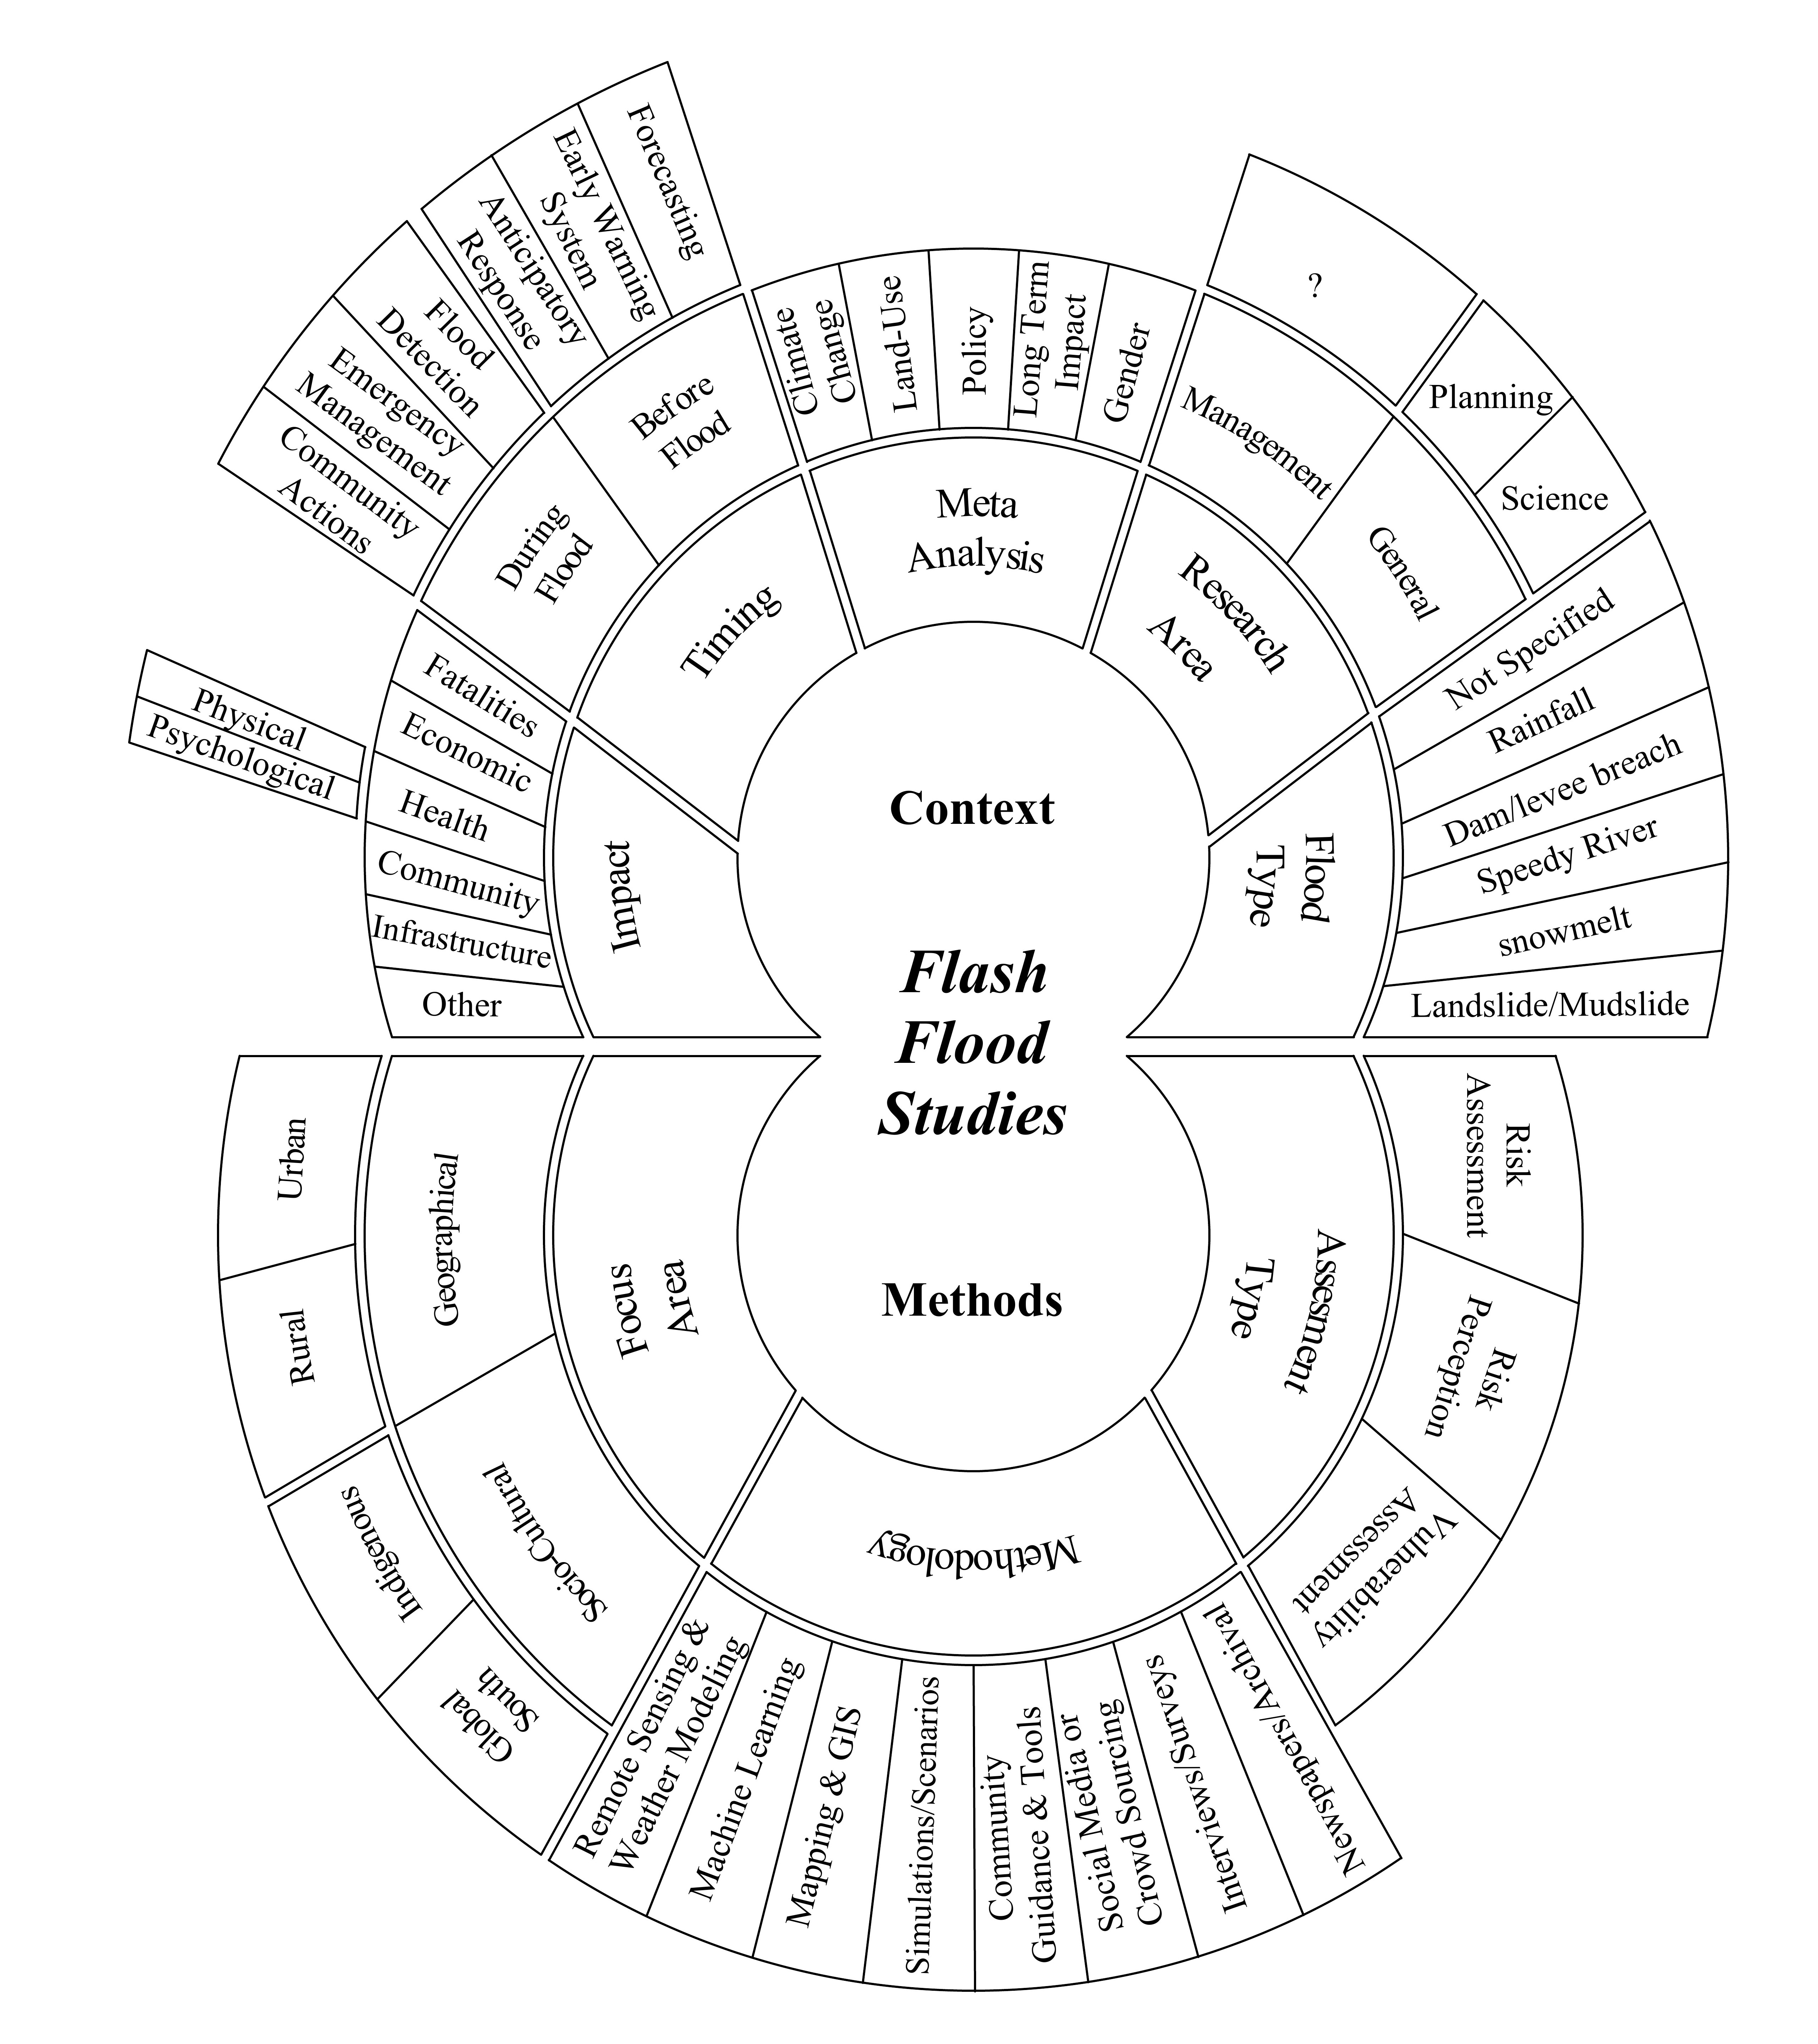 Forecasting
Early Warning
System
Anticipatory
Response
Flood
Detection
Emergency
Management
Community
Actions
Before
Flood
During
Flood
Timing
Climate
Change
Land-Use
Policy
Long Term
Impact
Gender
Meta
Analysis
?
Planning
Science
Management
General
Research
Area
Not Specified
Rainfall
Dam/levee breach
Speedy River
snowmelt
Landslide/Mudslide
Flood
Type
Fatalities
Economic
Health
Community
Infrastructure
Other
Physical
Psychological
Impact
Context
Flash
Flood
Studies
Methods
Urban
Rural
Geographical
Indigenous
Global
South
Socio-Cultural
Focus
Area
Risk
Assessment
Risk
Perception
Vulnerability
Assessment
Assesment
Type
Methodology
Remote Sensing &
Weather Modeling
Machine Learning
Mapping & GIS
Simulations/Scenarios
Community
Guidance & Tools
Social Media or
Crowd Sourcing
Interviews/Surveys
Newspapers/Archival